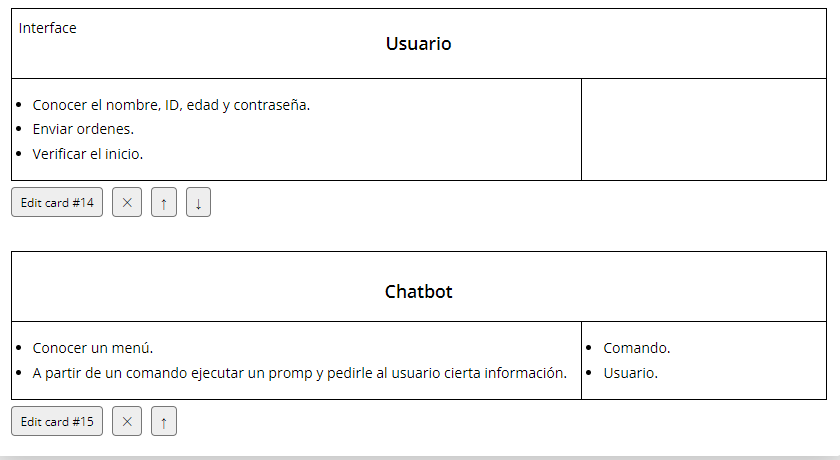 Interface
Usuario
Conocer el nombre, ID, edad y contraseña.
Enviar ordenes.
Verificar el inicio.
Edit card #14 × ↑ ↓
Chatbot
Conocer un menú.
Comando.
A partir de un comando ejecutar un promp y pedirle al usuario cierta información.
Usuario.
Edit card #15 × ↑